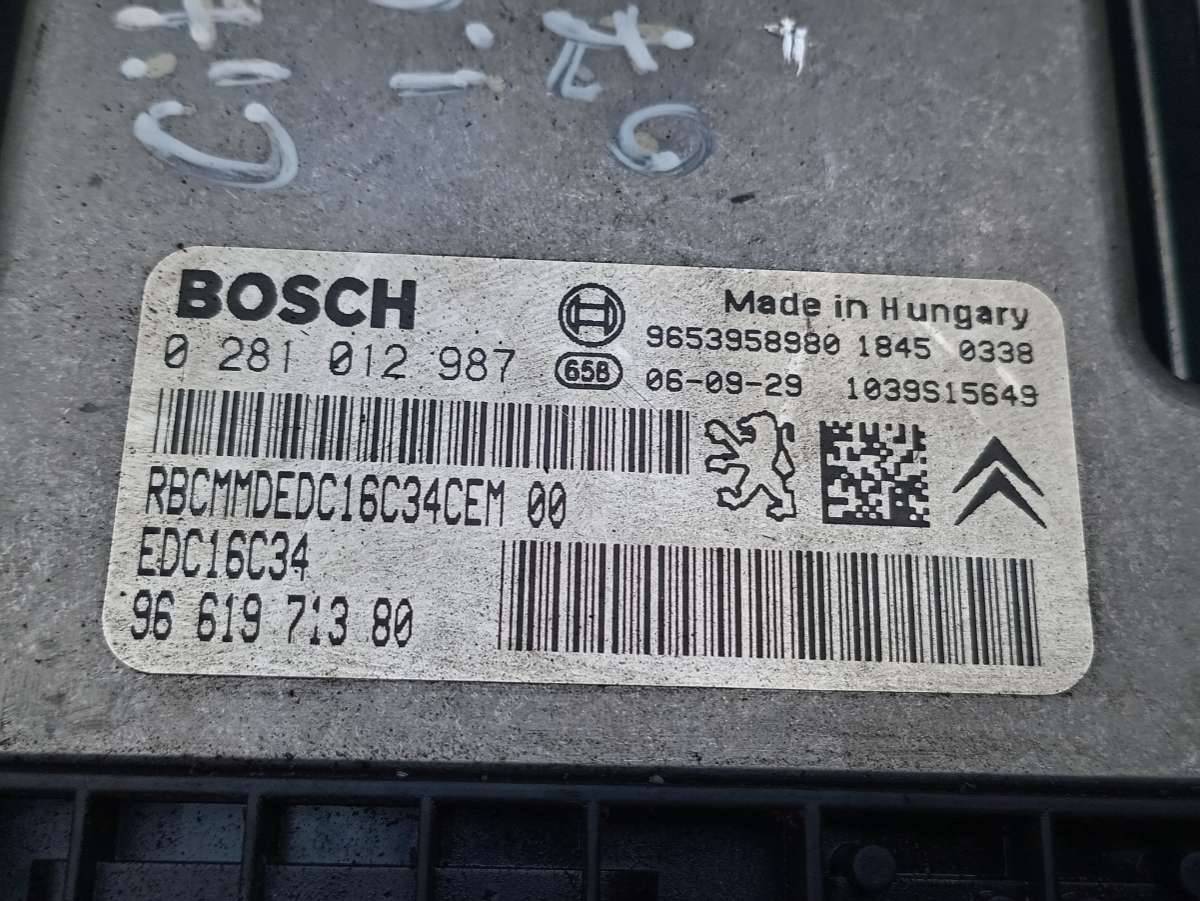 BOSCH
Made in Hungary
0 281 012 987
9653958980 1845 0338
65B
06-09-29 1039S15649
RBCMMDEDC16C34CEM 00
EDC16C34
96 619 713 80